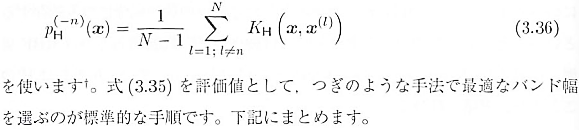 p_H^{(-n)}(x) = \frac{1}{N-1} \sum_{l=1; l≠n}^{N} K_H (x, x^{(l)}) (3.36)
を使います†。式 (3.35) を評価値として,つぎのような手法で最適なバンド幅
を選ぶのが標準的な手順です。下記にまとめます。